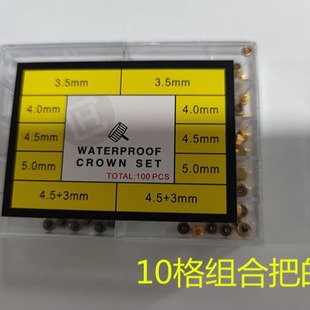 3.5mm 3.5mm
4.0mm 4.0mm
4.5mm 4.5mm
5.0mm 5.0mm
WATERPROOF
CROWN SET
TOTAL:100 PCS
4.5+3mm 4.5+3mm
10格组合把的